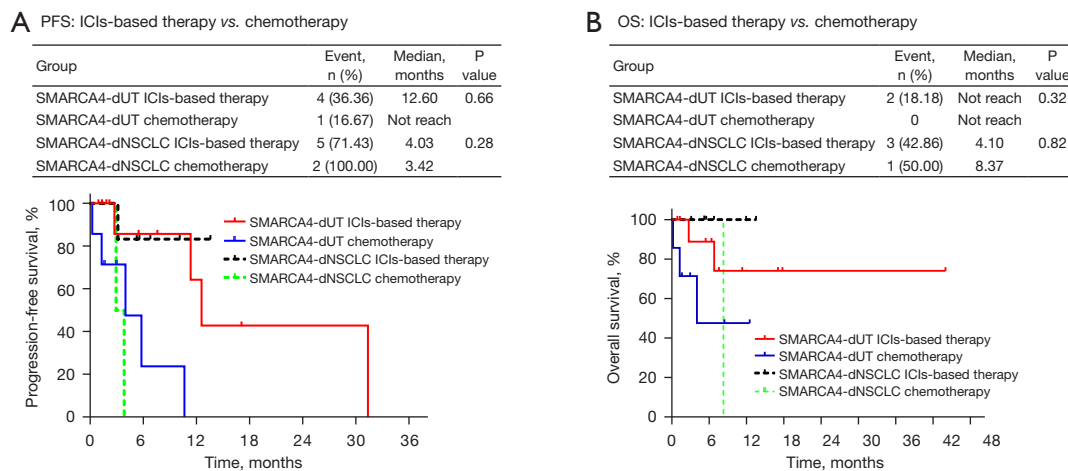 A PFS: ICIs-based therapy vs. chemotherapy
Group Event, n (%) Median, months P value
SMARCA4-dUT ICIs-based therapy 4 (36.36) 12.60 0.66
SMARCA4-dUT chemotherapy 1 (16.67) Not reach
SMARCA4-dNSCLC ICIs-based therapy 5 (71.43) 4.03 0.28
SMARCA4-dNSCLC chemotherapy 2 (100.00) 3.42
Progression-free survival, %
100
80
60
40
20
0
SMARCA4-dUT ICIs-based therapy
SMARCA4-dUT chemotherapy
SMARCA4-dNSCLC ICIs-based therapy
SMARCA4-dNSCLC chemotherapy
0 6 12 18 24 30 36
Time, months
B OS: ICIs-based therapy vs. chemotherapy
Group Event, n (%) Median, months P value
SMARCA4-dUT ICIs-based therapy 2 (18.18) Not reach 0.32
SMARCA4-dUT chemotherapy 0 Not reach
SMARCA4-dNSCLC ICIs-based therapy 3 (42.86) 4.10 0.82
SMARCA4-dNSCLC chemotherapy 1 (50.00) 8.37
Overall survival, %
100
80
60
40
20
0
SMARCA4-dUT ICIs-based therapy
SMARCA4-dUT chemotherapy
SMARCA4-dNSCLC ICIs-based therapy
SMARCA4-dNSCLC chemotherapy
0 6 12 18 24 30 36 42 48
Time, months